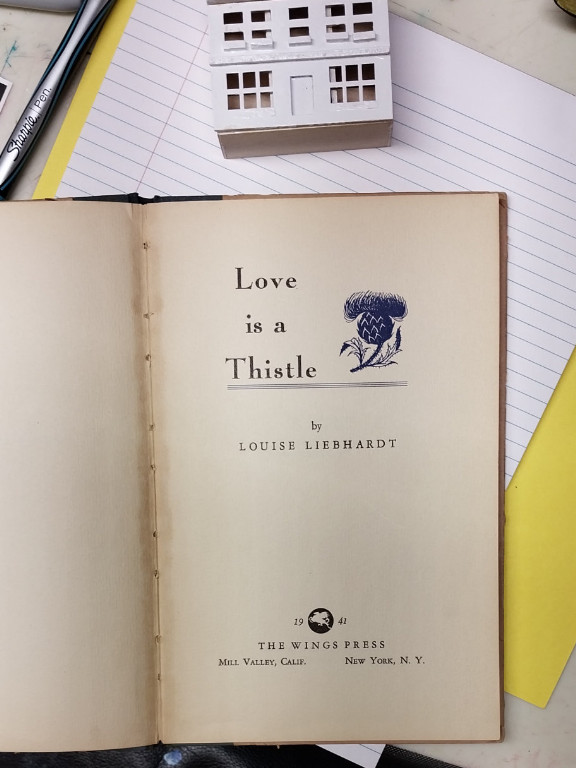 Sharpie Pen.
Love
is a
Thistle
by
LOUISE LIEBHARDT
19 41
THE WINGS PRESS
MILL VALLEY, CALIF. NEW YORK, N. Y.